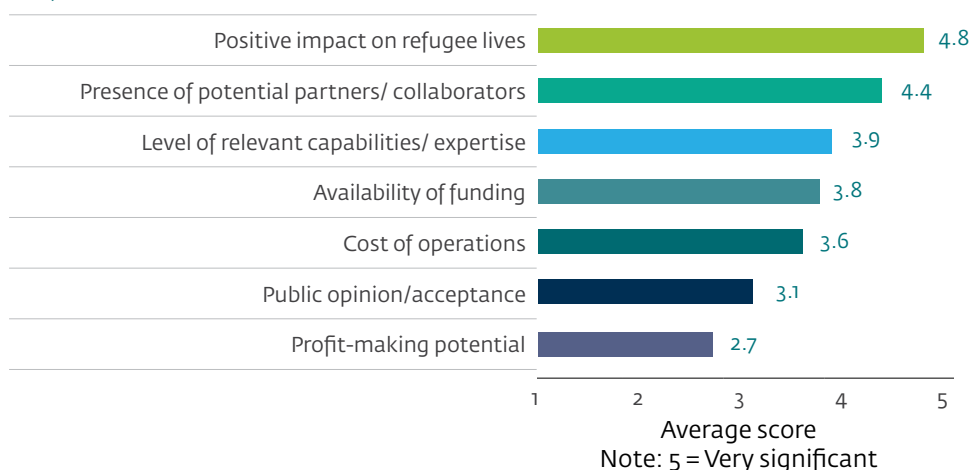 Positive impact on refugee lives 4.8
Presence of potential partners/ collaborators 4.4
Level of relevant capabilities/ expertise 3.9
Availability of funding 3.8
Cost of operations 3.6
Public opinion/acceptance 3.1
Profit-making potential 2.7
1 2 3 4 5
Average score
Note: 5 = Very significant